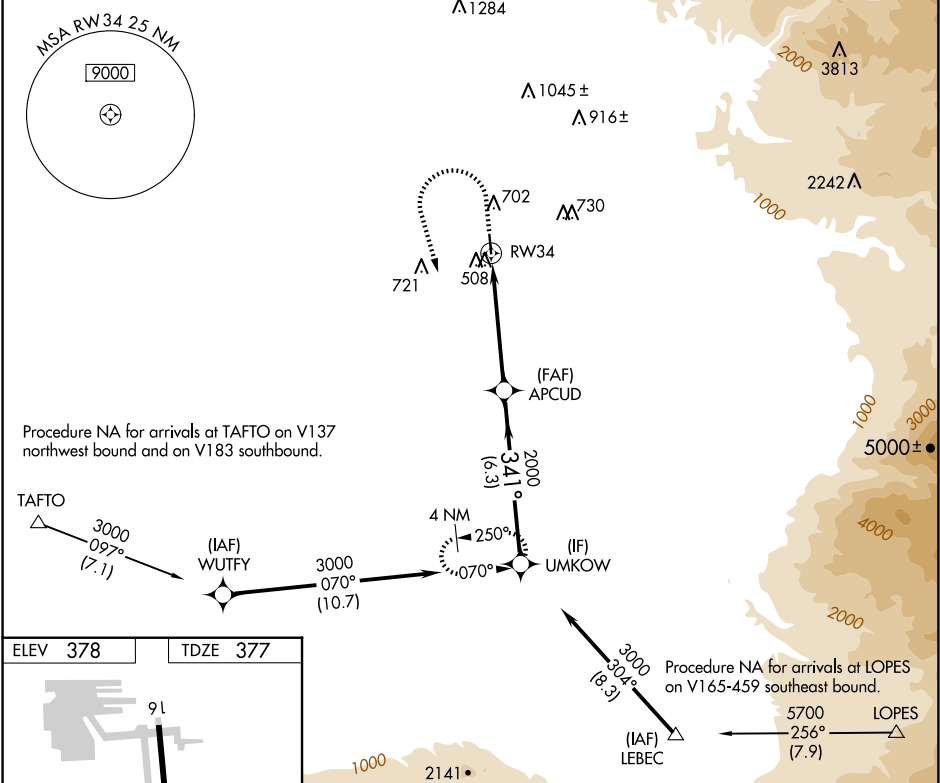 1284
MSA RW34 25 NM
9000
2000
3813
1045 ±
916 ±
2242
1000
702
730
RW34
508
721
(FAF)
APCUD
1000
3000
5000 ±
Procedure NA for arrivals at TAFTO on V137
northwest bound and on V183 southbound.
2000
341°
(6.3)
TAFTO
3000
097°
(7.1)
4 NM
250°
070°
(IF)
UMKOW
4000
(IAF)
WUTFY
3000
070°
(10.7)
2000
ELEV 378
TDZE 377
3000
304°
(8.3)
Procedure NA for arrivals at LOPES
on V165-459 southeast bound.
5700
256°
(7.9)
LOPES
(IAF)
LEBEC
16
1000
2141